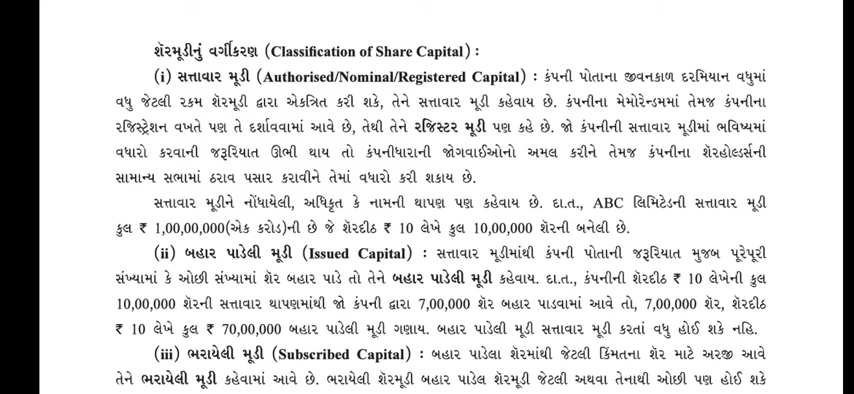 શૅરમૂડીનું વર્ગીકરણ (Classification of Share Capital) :
(i) સત્તાવાર મૂડી (Authorised/Nominal/Registered Capital) : કંપની પોતાના જીવનકાળ દરમિયાન વધુમાં
વધુ જેટલી રકમ શૅરમૂડી દ્વારા એકત્રિત કરી શકે, તેને સત્તાવાર મૂડી કહેવાય છે. કંપનીના મેમોરેન્ડમમાં તેમજ કંપનીના
રજિસ્ટ્રેશન વખતે પણ તે દર્શાવવામાં આવે છે, તેથી તેને રજિસ્ટર મૂડી પણ કહે છે. જો કંપનીની સત્તાવાર મૂડીમાં ભવિષ્યમાં
વધારો કરવાની જરૂરિયાત ઊભી થાય તો કંપનીધારાની જોગવાઈઓનો અમલ કરીને તેમજ કંપનીના શૅરહોલ્ડર્સની
સામાન્ય સભામાં ઠરાવ પસાર કરાવીને તેમાં વધારો કરી શકાય છે.
સત્તાવાર મૂડીને નોંધાયેલી, અધિકૃત કે નામની થાપણ પણ કહેવાય છે. દા.ત., ABC લિમિટેડની સત્તાવાર મૂડી
કુલ ₹ 1,00,00,000(એક કરોડ)ની છે જે શૅરદીઠ ₹ 10 લેખે કુલ 10,00,000 શૅરની બનેલી છે.
(ii) બહાર પાડેલી મૂડી (Issued Capital) : સત્તાવાર મૂડીમાંથી કંપની પોતાની જરૂરિયાત મુજબ પૂરેપૂરી
સંખ્યામાં કે ઓછી સંખ્યામાં શૅર બહાર પાડે તો તેને બહાર પાડેલી મૂડી કહેવાય. દા.ત., કંપનીની શૅરદીઠ ₹ 10 લેખેની કુલ
10,00,000 શૅરની સત્તાવાર થાપણમાંથી જો કંપની દ્વારા 7,00,000 શૅર બહાર પાડવામાં આવે તો, 7,00,000 શૅર, શૅરદીઠ
₹ 10 લેખે કુલ ₹ 70,00,000 બહાર પાડેલી મૂડી ગણાય. બહાર પાડેલી મૂડી સત્તાવાર મૂડી કરતાં વધુ હોઈ શકે નહિ.
(iii) ભરાયેલી મૂડી (Subscribed Capital) : બહાર પાડેલા શૅરમાંથી જેટલી કિંમતના શૅર માટે અરજી આવે
તેને ભરાયેલી મૂડી કહેવામાં આવે છે. ભરાયેલી શૅરમૂડી બહાર પાડેલ શૅરમૂડી જેટલી અથવા તેનાથી ઓછી પણ હોઈ શકે